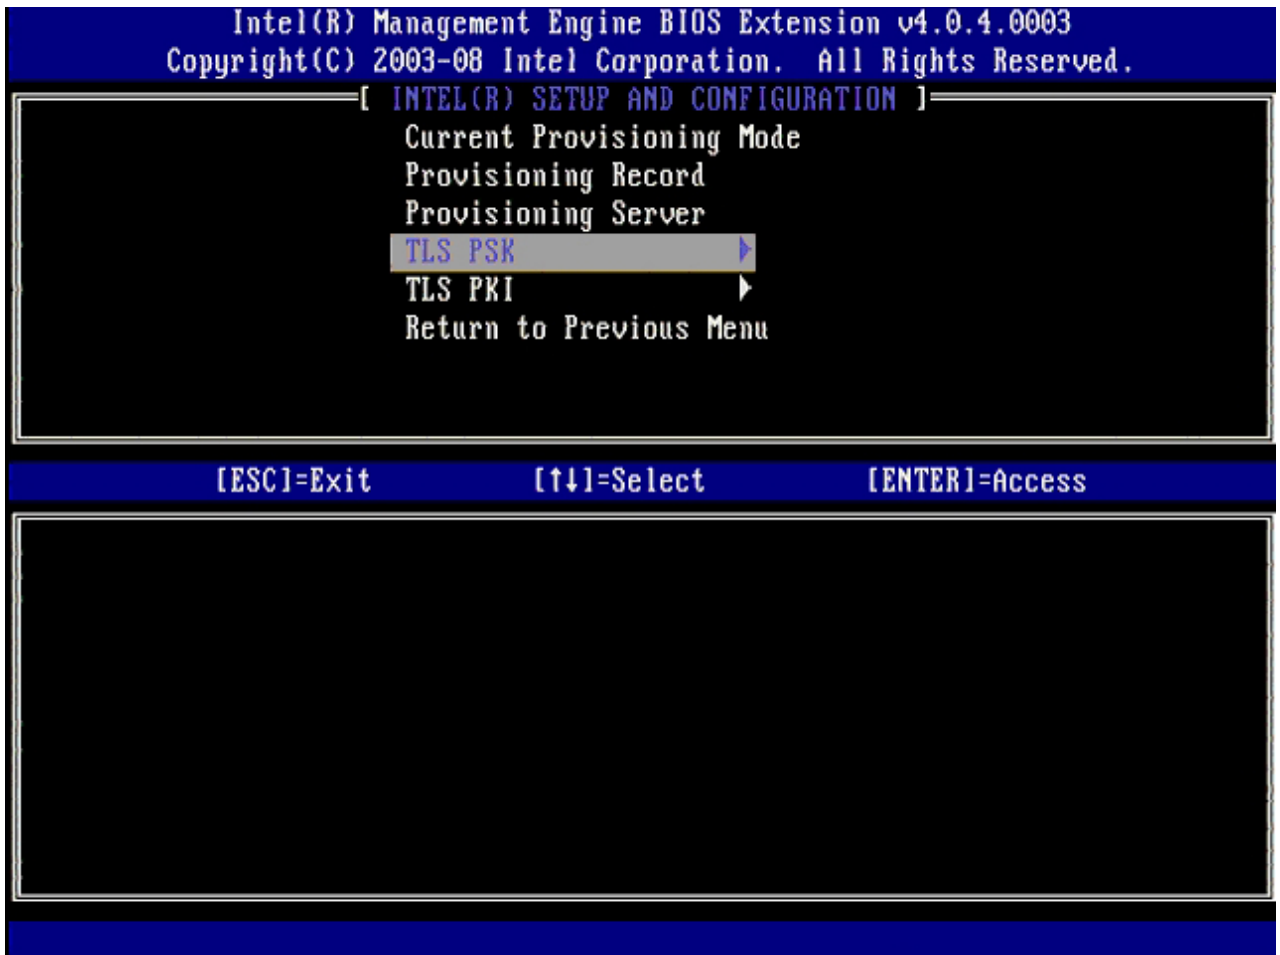 Intel(R) Management Engine BIOS Extension v4.0.4.0003
Copyright(C) 2003-08 Intel Corporation. All Rights Reserved.
[ INTEL(R) SETUP AND CONFIGURATION ]
Current Provisioning Mode
Provisioning Record
Provisioning Server
TLS PSK
TLS PKI
Return to Previous Menu
[ESC]=Exit [↑↓]=Select [ENTER]=Access